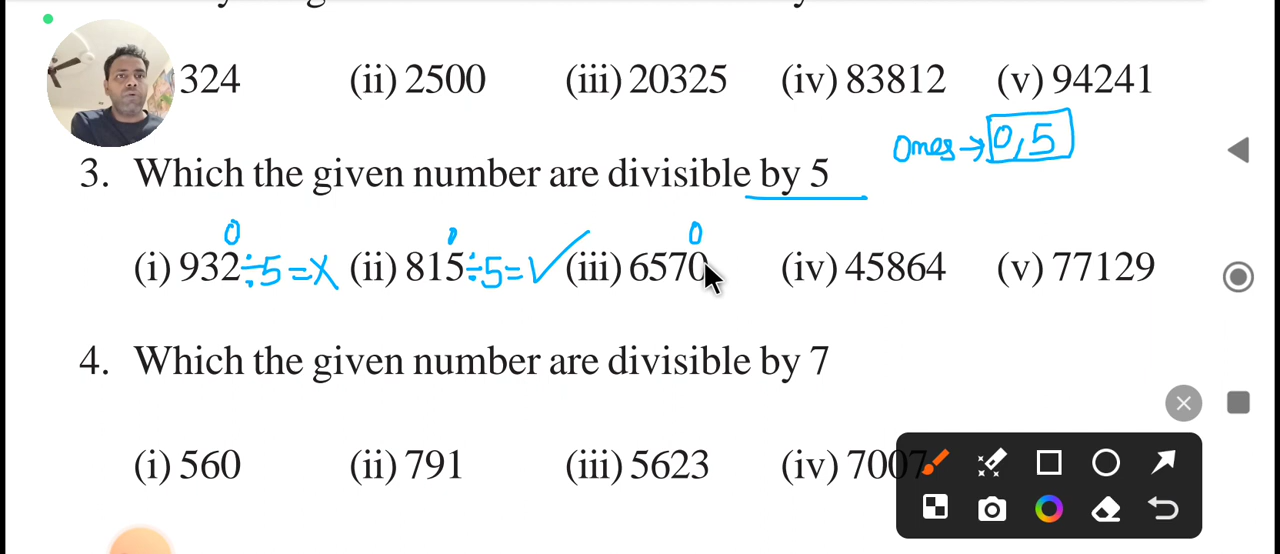 324 (ii) 2500 (iii) 20325 (iv) 83812 (v) 94241
Ones → 0,5
3. Which the given number are divisible by 5
0 0
(i) 932 ÷5 = X (ii) 815 ÷5 = ✓ (iii) 6570 (iv) 45864 (v) 77129
4. Which the given number are divisible by 7
(i) 560 (ii) 791 (iii) 5623 (iv) 7007